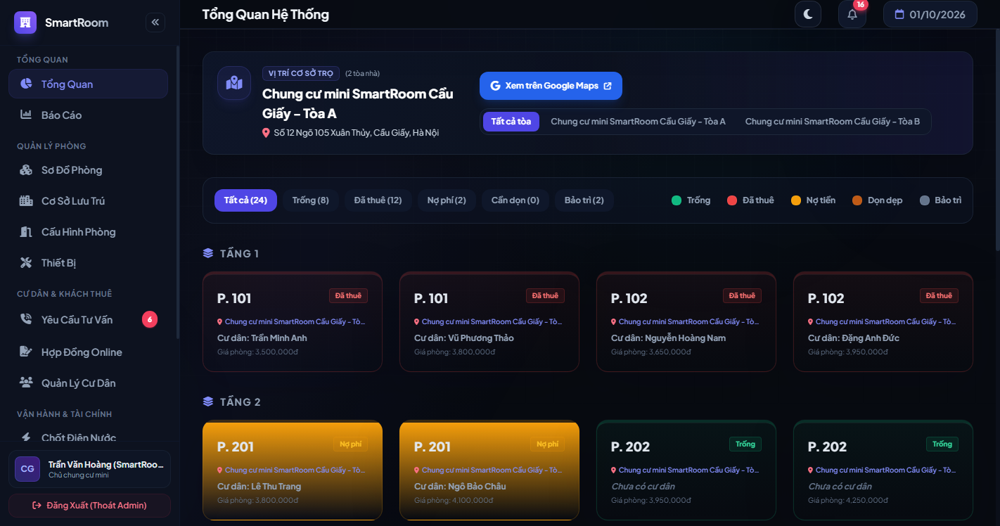 SmartRoom
TỔNG QUAN
Tổng Quan
Báo Cáo
QUẢN LÝ PHÒNG
Sơ Đồ Phòng
Cơ Sở Lưu Trú
Cấu Hình Phòng
Thiết Bị
CƯ DÂN & KHÁCH THUÊ
Yêu Cầu Tư Vấn 6
Hợp Đồng Online
Quản Lý Cư Dân
VẬN HÀNH & TÀI CHÍNH
Chốt Điện Nước
CG
Trần Văn Hoàng (SmartRoo...
Chủ chung cư mini
Đăng Xuất (Thoát Admin)
Tổng Quan Hệ Thống
16
01/10/2026
VỊ TRÍ CƠ SỞ TRỌ (2 tòa nhà)
Chung cư mini SmartRoom Cầu
Giấy - Tòa A
Số 12 Ngõ 105 Xuân Thủy, Cầu Giấy, Hà Nội
Xem trên Google Maps
Tất cả tòa Chung cư mini SmartRoom Cầu Giấy - Tòa A Chung cư mini SmartRoom Cầu Giấy - Tòa B
Tất cả (24) Trống (8) Đã thuê (12) Nợ phí (2) Cần dọn (0) Bảo trì (2)
Trống Đã thuê Nợ tiền Dọn dẹp Bảo trì
TẦNG 1
P. 101 Đã thuê
Chung cư mini SmartRoom Cầu Giấy - Tò...
Cư dân: Trần Minh Anh
Giá phòng: 3,500,000đ
P. 101 Đã thuê
Chung cư mini SmartRoom Cầu Giấy - Tò...
Cư dân: Vũ Phương Thảo
Giá phòng: 3,800,000đ
P. 102 Đã thuê
Chung cư mini SmartRoom Cầu Giấy - Tò...
Cư dân: Nguyễn Hoàng Nam
Giá phòng: 3,650,000đ
P. 102 Đã thuê
Chung cư mini SmartRoom Cầu Giấy - Tò...
Cư dân: Đặng Anh Đức
Giá phòng: 3,950,000đ
TẦNG 2
P. 201 Nợ phí
Chung cư mini SmartRoom Cầu Giấy - Tò...
Cư dân: Lê Thu Trang
Giá phòng: 3,800,000đ
P. 201 Nợ phí
Chung cư mini SmartRoom Cầu Giấy - Tò...
Cư dân: Ngô Bảo Châu
Giá phòng: 4,100,000đ
P. 202 Trống
Chung cư mini SmartRoom Cầu Giấy - Tò...
Chưa có cư dân
Giá phòng: 3,950,000đ
P. 202 Trống
Chung cư mini SmartRoom Cầu Giấy - Tò...
Chưa có cư dân
Giá phòng: 4,250,000đ